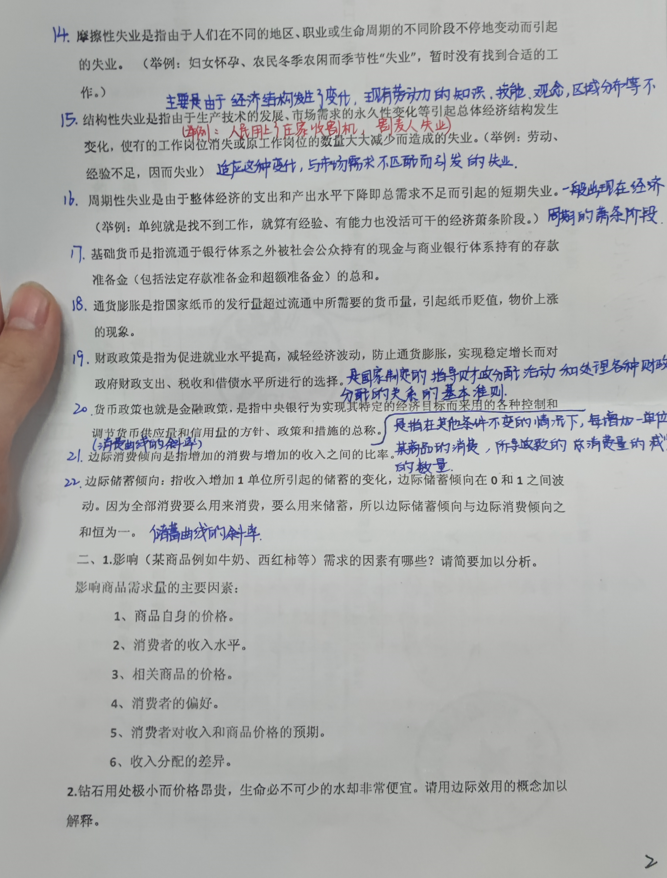 14. 摩擦性失业是指由于人们在不同的地区、职业或生命周期的不同阶段不停地变动而引起
的失业。（举例：妇女怀孕、农民冬季农闲而季节性“失业”，暂时没有找到合适的工
作。）
主要是由于经济结构发生了变化，现有劳动力的知识、技能、观念，区域分布等不
15. 结构性失业是指由于生产技术的发展、市场需求的永久性变化等引起总体经济结构发生
(举例：人民用上了庄家收割机，割麦人失业)
变化，使有的工作岗位消失或原工作岗位的数量大大减少而造成的失业。（举例：劳动、
经验不足，因而失业） 适应这种变化，与市场需求不匹配而引发的失业.
16. 周期性失业是由于整体经济的支出和产出水平下降即总需求不足而引起的短期失业。一般出现在经济
（举例：单纯就是找不到工作，就算有经验、有能力也没活可干的经济萧条阶段。） 周期的萧条阶段.
17. 基础货币是指流通于银行体系之外被社会公众持有的现金与商业银行体系持有的存款
准备金（包括法定存款准备金和超额准备金）的总和。
18. 通货膨胀是指国家纸币的发行量超过流通中所需要的货币量，引起纸币贬值，物价上涨
的现象。
19. 财政政策是指为促进就业水平提高，减轻经济波动，防止通货膨胀，实现稳定增长而对
政府财政支出、税收和借债水平所进行的选择。是国家制定的指导财政分配活动和处理各种财政
分配的关系的基本准则.
20. 货币政策也就是金融政策，是指中央银行为实现其特定的经济目标而采用的各种控制和
调节货币供应量和信用量的方针、政策和措施的总称。 是指在其他条件不变的情况下，每增加一单位
(消费曲线的斜率)
21. 边际消费倾向是指增加的消费与增加的收入之间的比率。 某商品的消费，所导致的
的数量.
22. 边际储蓄倾向：指收入增加 1 单位所引起的储蓄的变化，边际储蓄倾向在 0 和 1 之间波
动。因为全部消费要么用来消费，要么用来储蓄，所以边际储蓄倾向与边际消费倾向之
和恒为一。 储蓄曲线的斜率.
二、1.影响（某商品例如牛奶、西红柿等）需求的因素有哪些？请简要加以分析。
影响商品需求量的主要因素：
1、商品自身的价格。
2、消费者的收入水平。
3、相关商品的价格。
4、消费者的偏好。
5、消费者对收入和商品价格的预期。
6、收入分配的差异。
2.钻石用处极小而价格昂贵，生命必不可少的水却非常便宜。请用边际效用的概念加以
解释。
2